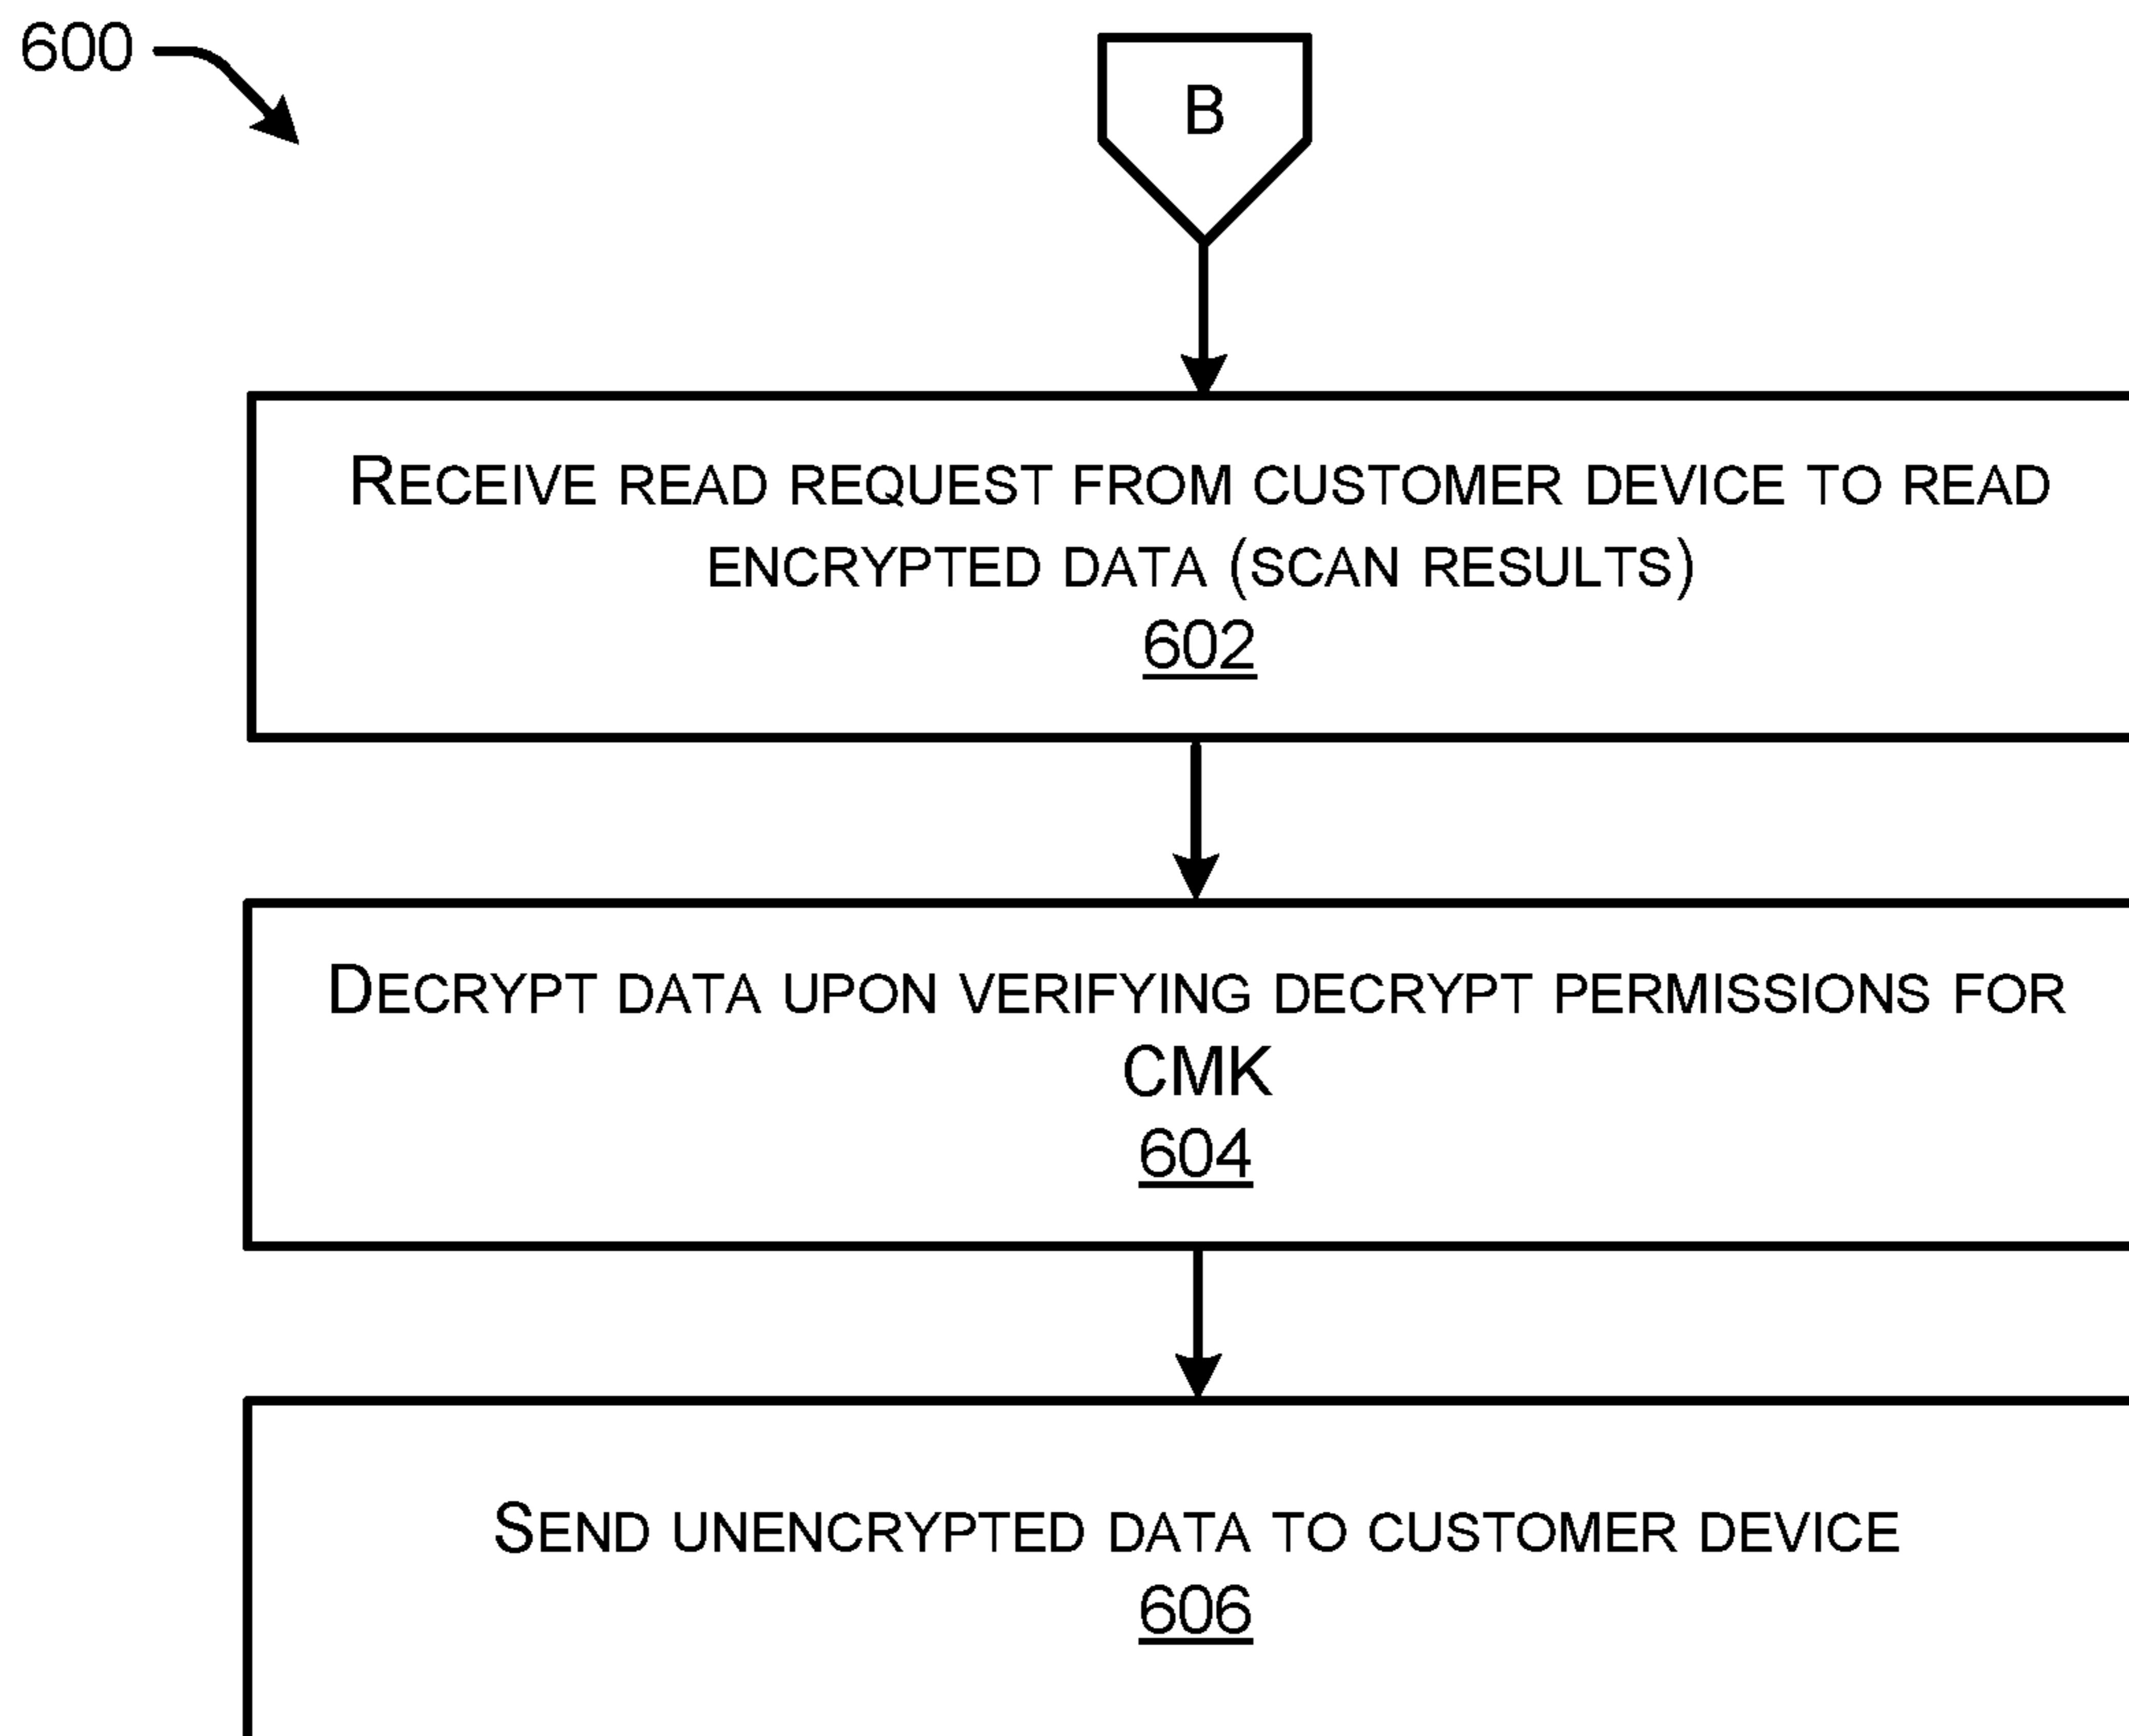 600
B
RECEIVE READ REQUEST FROM CUSTOMER DEVICE TO READ
ENCRYPTED DATA (SCAN RESULTS)
602
DECRYPT DATA UPON VERIFYING DECRYPT PERMISSIONS FOR
CMK
604
SEND UNENCRYPTED DATA TO CUSTOMER DEVICE
606